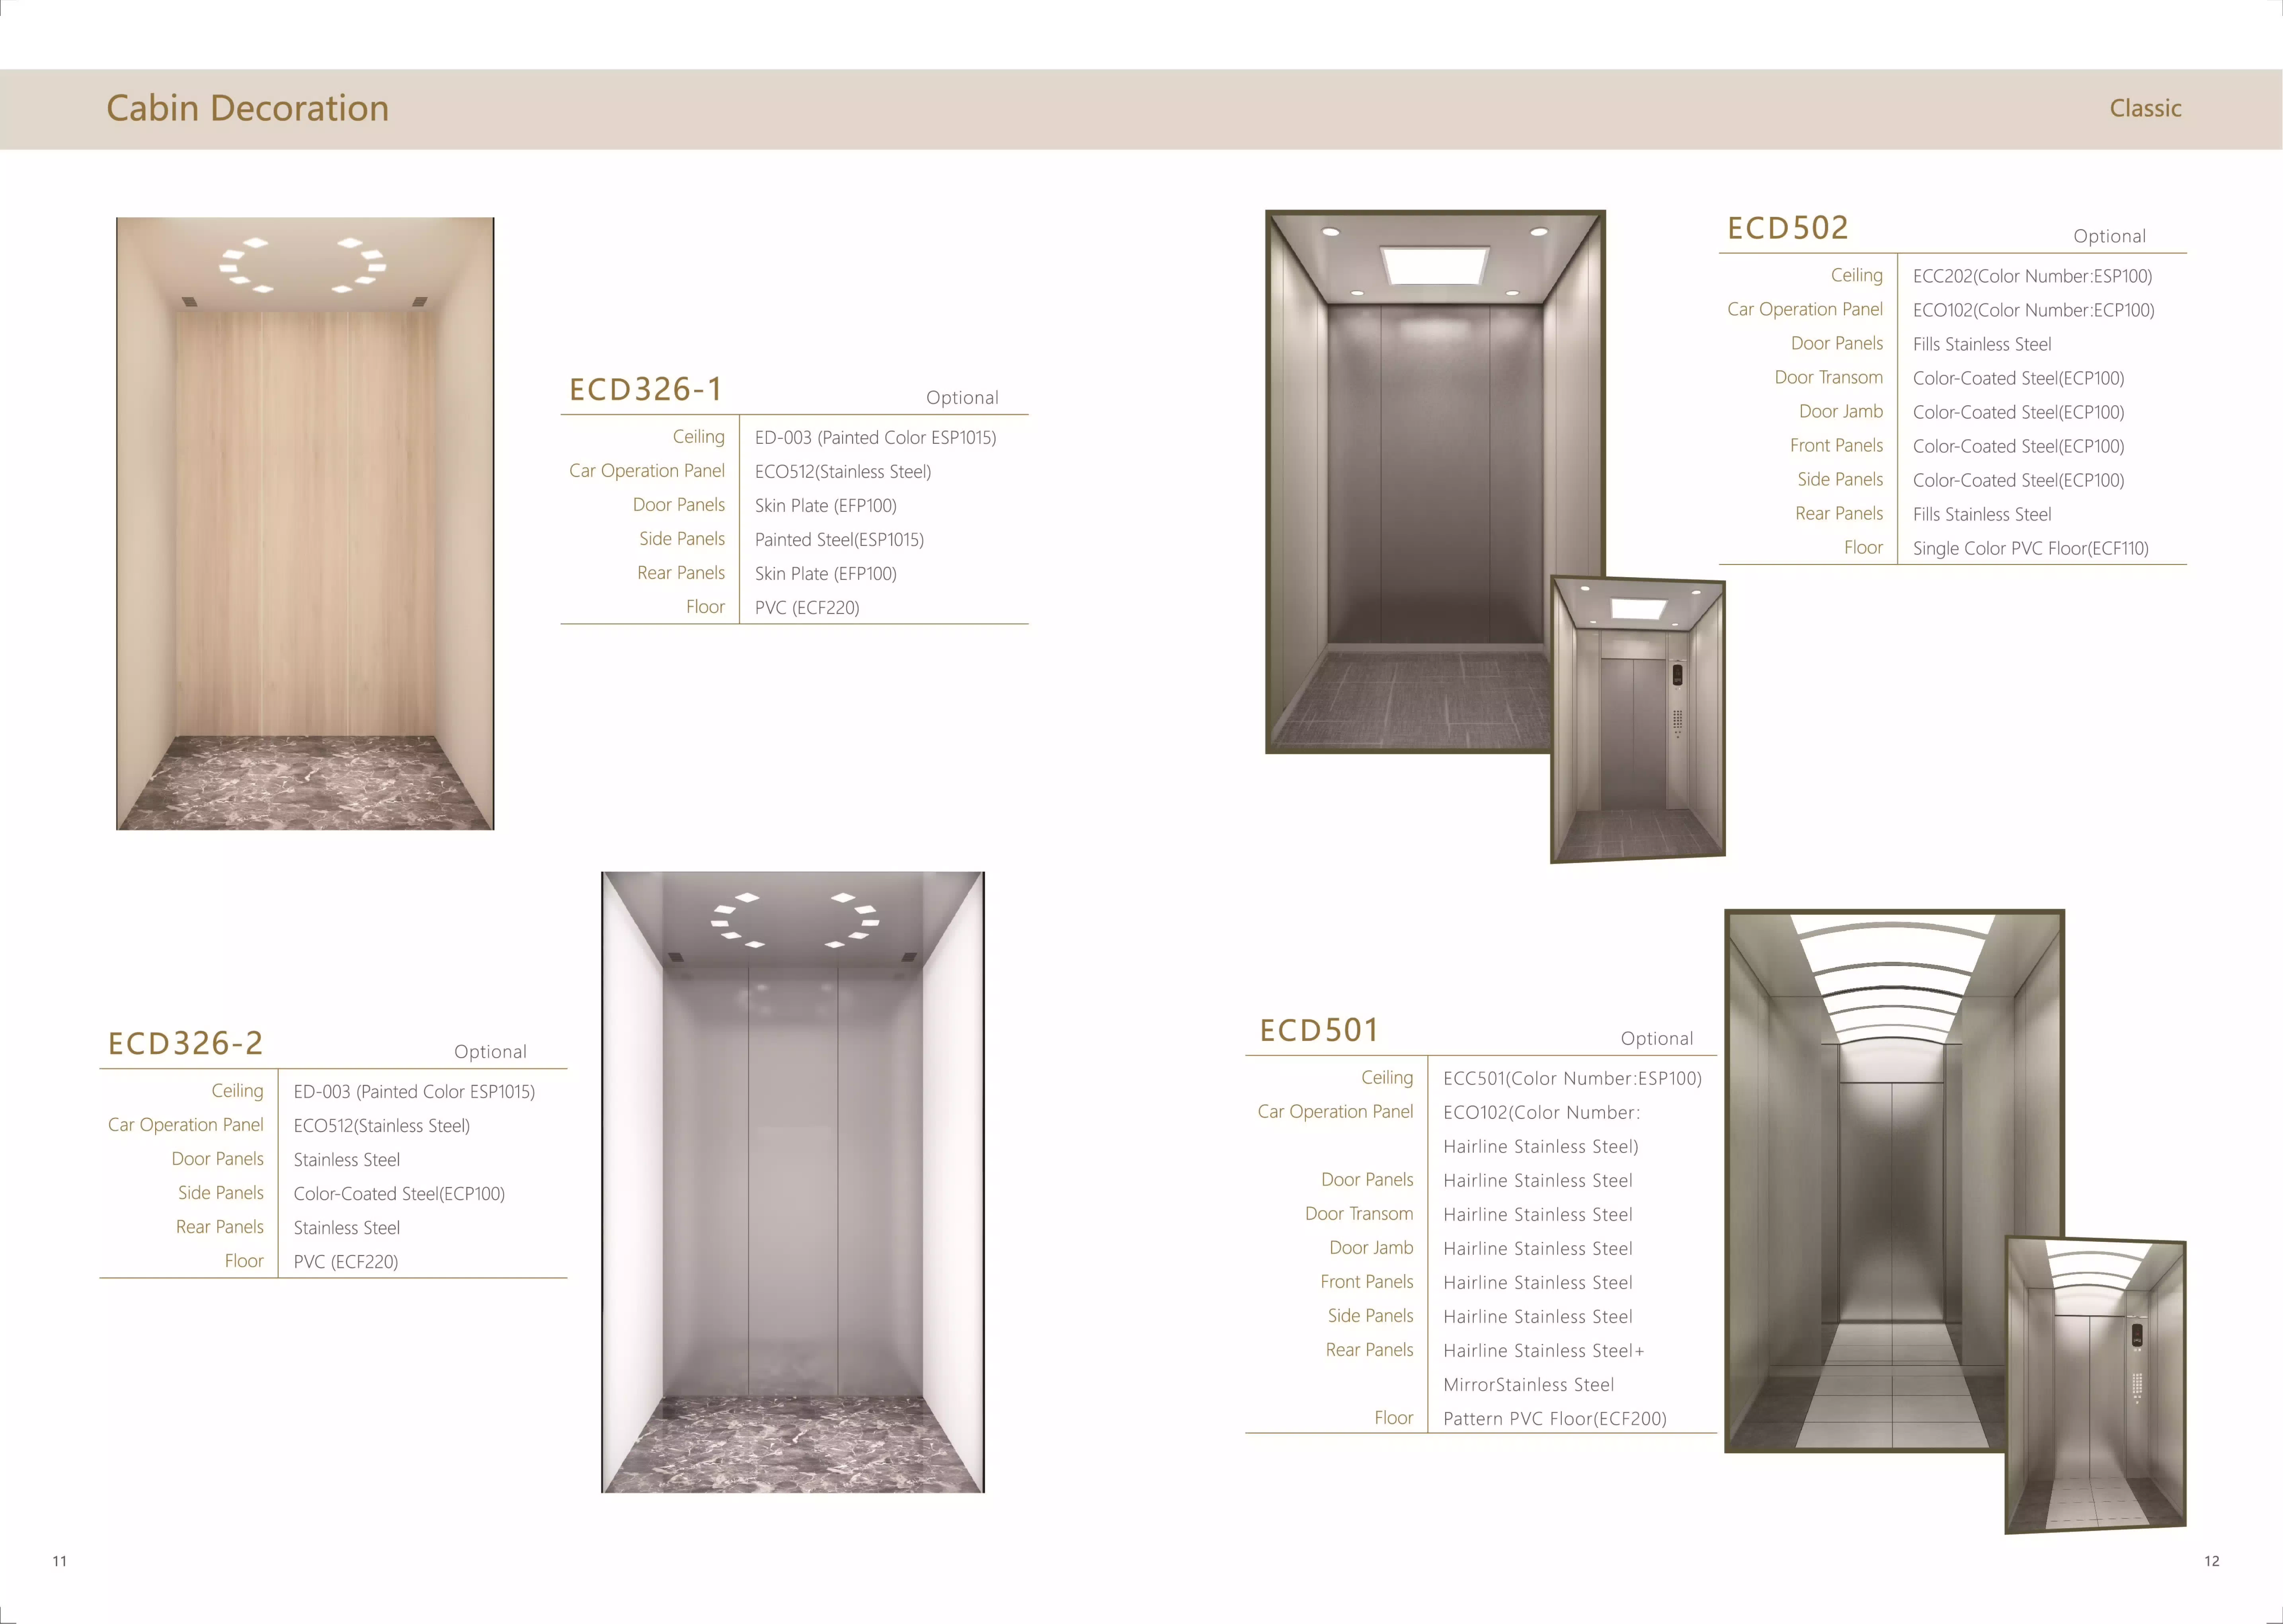 Cabin Decoration
Classic
ECD326-1 Optional
Ceiling ED-003 (Painted Color ESP1015)
Car Operation Panel ECO512(Stainless Steel)
Door Panels Skin Plate (EFP100)
Side Panels Painted Steel(ESP1015)
Rear Panels Skin Plate (EFP100)
Floor PVC (ECF220)
ECD326-2 Optional
Ceiling ED-003 (Painted Color ESP1015)
Car Operation Panel ECO512(Stainless Steel)
Door Panels Stainless Steel
Side Panels Color-Coated Steel(ECP100)
Rear Panels Stainless Steel
Floor PVC (ECF220)
ECD502 Optional
Ceiling ECC202(Color Number:ESP100)
Car Operation Panel ECO102(Color Number:ECP100)
Door Panels Fills Stainless Steel
Door Transom Color-Coated Steel(ECP100)
Door Jamb Color-Coated Steel(ECP100)
Front Panels Color-Coated Steel(ECP100)
Side Panels Color-Coated Steel(ECP100)
Rear Panels Fills Stainless Steel
Floor Single Color PVC Floor(ECF110)
ECD501 Optional
Ceiling ECC501(Color Number:ESP100)
Car Operation Panel ECO102(Color Number:
Hairline Stainless Steel)
Door Panels Hairline Stainless Steel
Door Transom Hairline Stainless Steel
Door Jamb Hairline Stainless Steel
Front Panels Hairline Stainless Steel
Side Panels Hairline Stainless Steel
Rear Panels Hairline Stainless Steel+
MirrorStainless Steel
Floor Pattern PVC Floor(ECF200)
11
12